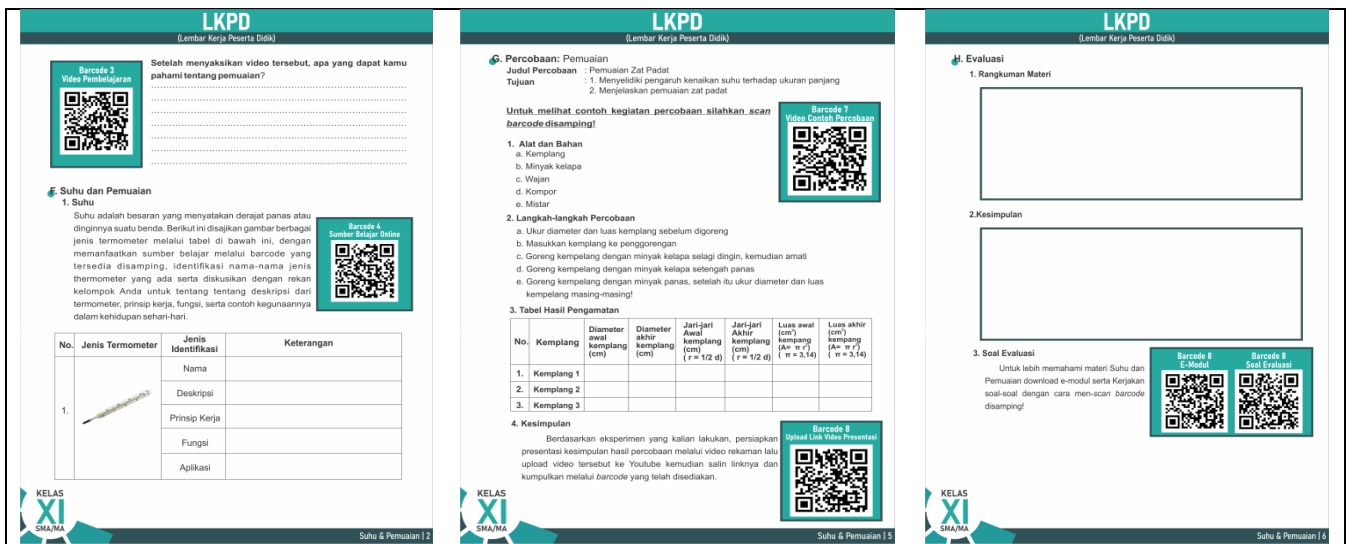 LKPD
(Lembar Kerja Peserta Didik)
Barcode 3
Video Pembelajaran
Setelah menyaksikan video tersebut, apa yang dapat kamu
pahami tentang pemuaian?
F. Suhu dan Pemuaian
1. Suhu
Suhu adalah besaran yang menyatakan derajat panas atau
dinginnya suatu benda. Berikut ini disajikan gambar berbagai
jenis termometer melalui tabel di bawah ini, dengan
memanfaatkan sumber belajar melalui barcode yang
tersedia disamping, identifikasi nama-nama jenis
thermometer yang ada serta diskusikan dengan rekan
kelompok Anda untuk tentang tentang deskripsi dari
termometer, prinsip kerja, fungsi, serta contoh kegunaannya
dalam kehidupan sehari-hari.
Barcode 4
Sumber Belajar Online
No. Jenis Termometer Jenis Identifikasi Keterangan
1.
Nama
Deskripsi
Prinsip Kerja
Fungsi
Aplikasi
KELAS
XI
SMA/MA
Suhu & Pemuaian | 2
LKPD
(Lembar Kerja Peserta Didik)
G. Percobaan: Pemuaian
Judul Percobaan : Pemuaian Zat Padat
Tujuan : 1. Menyelidiki pengaruh kenaikan suhu terhadap ukuran panjang
2. Menjelaskan pemuaian zat padat
Untuk melihat contoh kegiatan percobaan silahkan scan
barcode disamping!
Barcode 7
Video Contoh Percobaan
1. Alat dan Bahan
a. Kemplang
b. Minyak kelapa
c. Wajan
d. Kompor
e. Mistar
2. Langkah-langkah Percobaan
a. Ukur diameter dan luas kemplang sebelum digoreng
b. Masukkan kemplang ke penggorengan
c. Goreng kempelang dengan minyak kelapa selagi dingin, kemudian amati
d. Goreng kempelang dengan minyak kelapa setengah panas
e. Goreng kempelang dengan minyak panas, setelah itu ukur diameter dan luas
kempelang masing-masing!
3. Tabel Hasil Pengamatan
No. Kemplang Diameter awal kemplang (cm) Diameter akhir kemplang (cm) Jari-jari Awal kemplang (cm) ( r = 1/2 d) Jari-jari Akhir kemplang (cm) ( r = 1/2 d) Luas awal (cm²) kempang (A= π r²) ( π = 3,14) Luas akhir (cm²) kempang (A= π r²) ( π = 3,14)
1. Kemplang 1
2. Kemplang 2
3. Kemplang 3
4. Kesimpulan
Berdasarkan eksperimen yang kalian lakukan, persiapkan
presentasi kesimpulan hasil percobaan melalui video rekaman lalu
upload video tersebut ke Youtube kemudian salin linknya dan
kumpulkan melalui barcode yang telah disediakan.
Barcode 8
Upload Link Video Presentasi
KELAS
XI
SMA/MA
Suhu & Pemuaian | 5
LKPD
(Lembar Kerja Peserta Didik)
H. Evaluasi
1. Rangkuman Materi
2.Kesimpulan
3. Soal Evaluasi
Untuk lebih memahami materi Suhu dan
Pemuaian download e-modul serta Kerjakan
soal-soal dengan cara men-scan barcode
disamping!
Barcode 8
E-Modul
Barcode 8
Soal Evaluasi
KELAS
XI
SMA/MA
Suhu & Pemuaian | 6